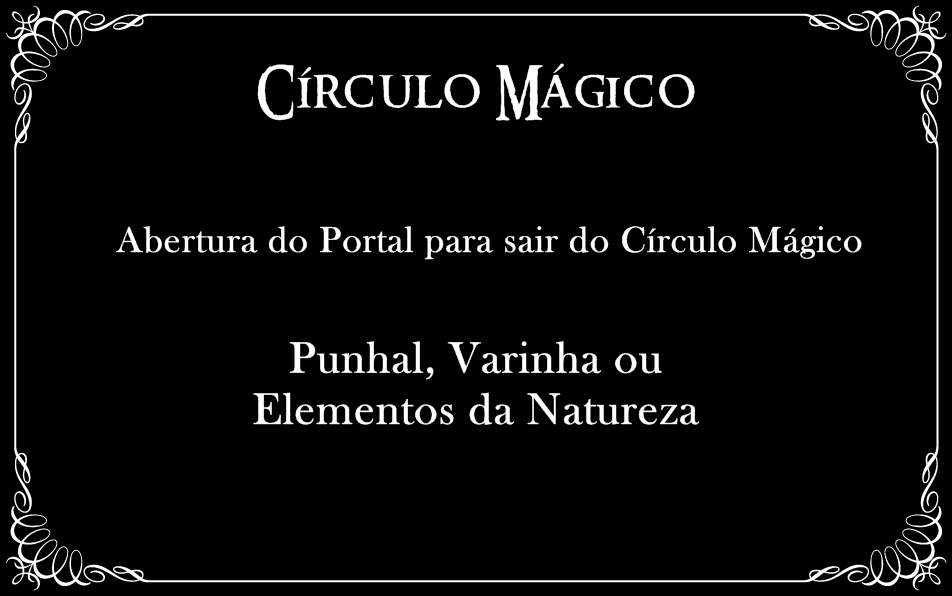 Círculo Mágico
Abertura do Portal para sair do Círculo Mágico
Punhal, Varinha ou
Elementos da Natureza